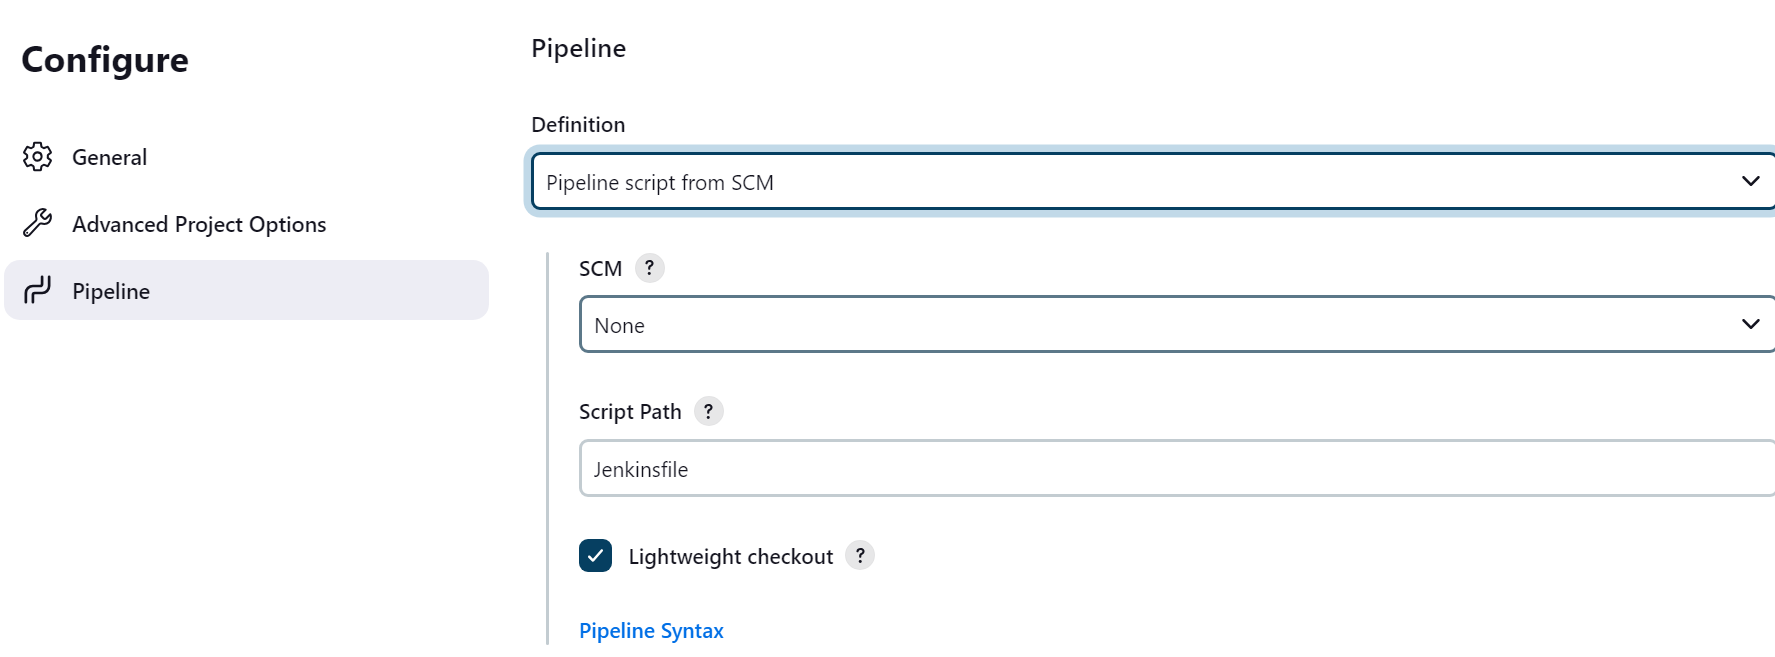 Configure
General
Advanced Project Options
Pipeline
Pipeline
Definition
Pipeline script from SCM
SCM ?
None
Script Path ?
Jenkinsfile
Lightweight checkout ?
Pipeline Syntax